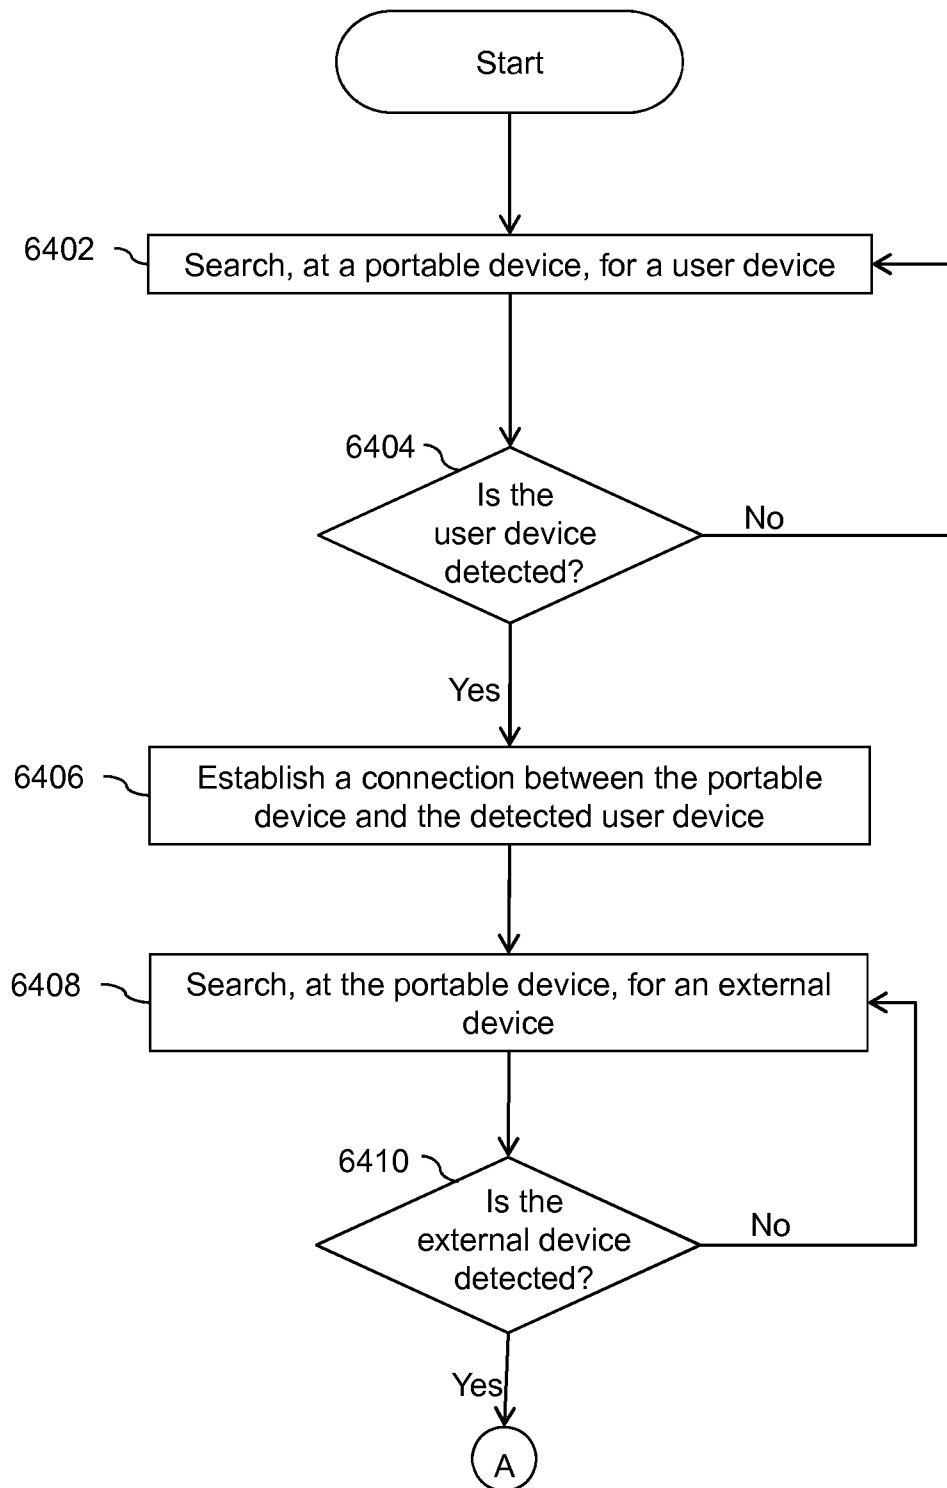 Start
6402
Search, at a portable device, for a user device
6404
Is the
user device
detected?
No
Yes
6406
Establish a connection between the portable
device and the detected user device
6408
Search, at the portable device, for an external
device
6410
Is the
external device
detected?
No
Yes
A